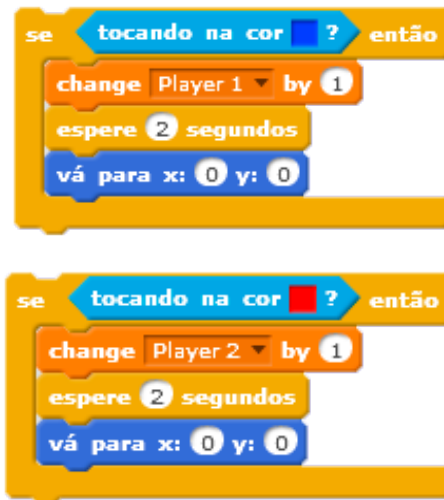 se tocando na cor ? então
change Player 1 by 1
espere 2 segundos
vá para x: 0 y: 0
se tocando na cor ? então
change Player 2 by 1
espere 2 segundos
vá para x: 0 y: 0